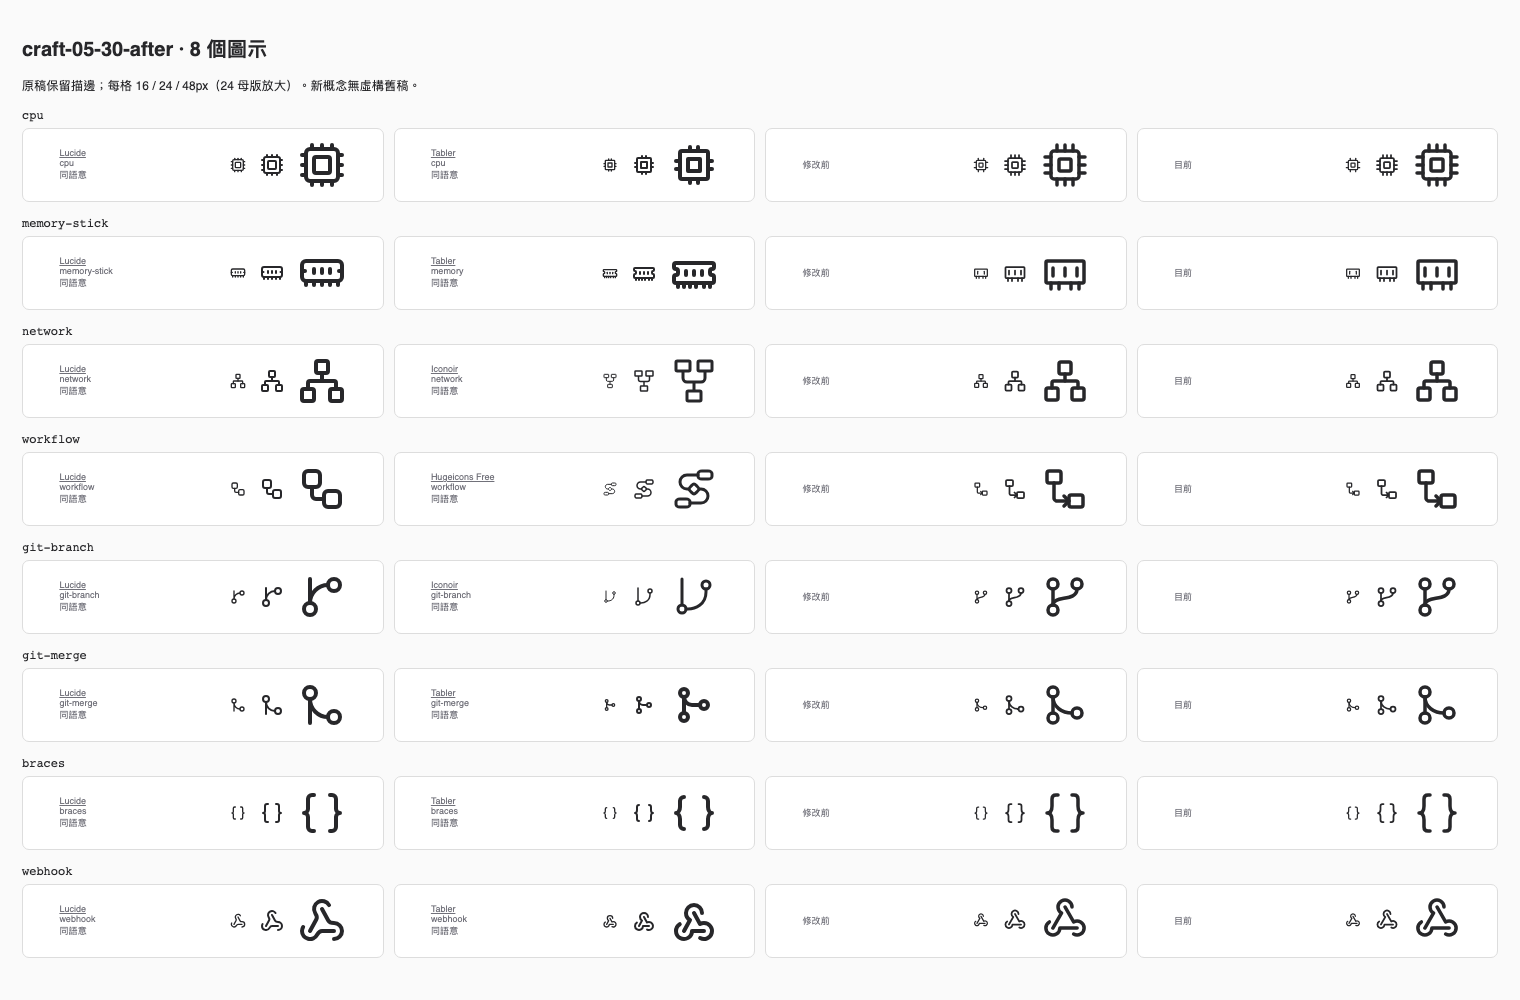 craft-05-30-after · 8 個圖示
原稿保留描邊；每格 16 / 24 / 48px（24 母版放大）。新概念無虛構舊稿。
cpu
Lucide
cpu
同語意
Tabler
cpu
同語意
修改前
目前
memory-stick
Lucide
memory-stick
同語意
Tabler
memory
同語意
修改前
目前
network
Lucide
network
同語意
Iconoir
network
同語意
修改前
目前
workflow
Lucide
workflow
同語意
Hugeicons Free
workflow
同語意
修改前
目前
git-branch
Lucide
git-branch
同語意
Iconoir
git-branch
同語意
修改前
目前
git-merge
Lucide
git-merge
同語意
Tabler
git-merge
同語意
修改前
目前
braces
Lucide
braces
同語意
Tabler
braces
同語意
修改前
目前
webhook
Lucide
webhook
同語意
Tabler
webhook
同語意
修改前
目前